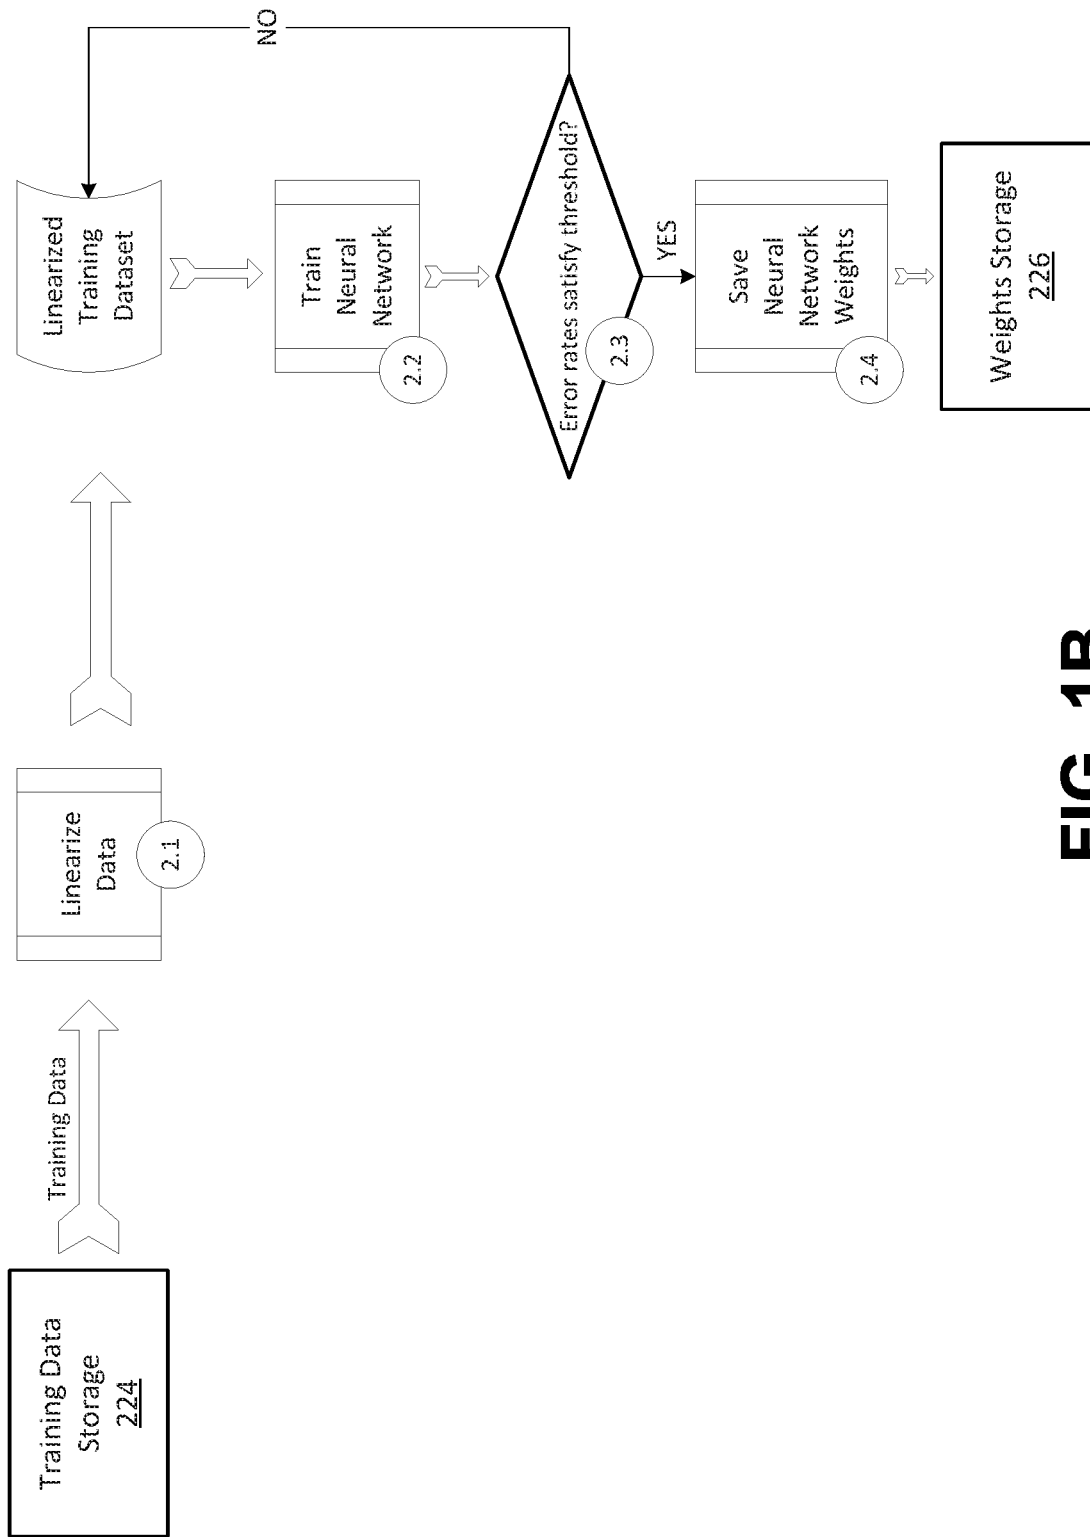 Training Data
Storage
224
Training Data
Linearize
Data
2.1
Linearized
Training
Dataset
NO
Train
Neural
Network
2.2
Error rates satisfy threshold?
2.3
YES
Save
Neural
Network
Weights
2.4
Weights Storage
226
FIG. 1B